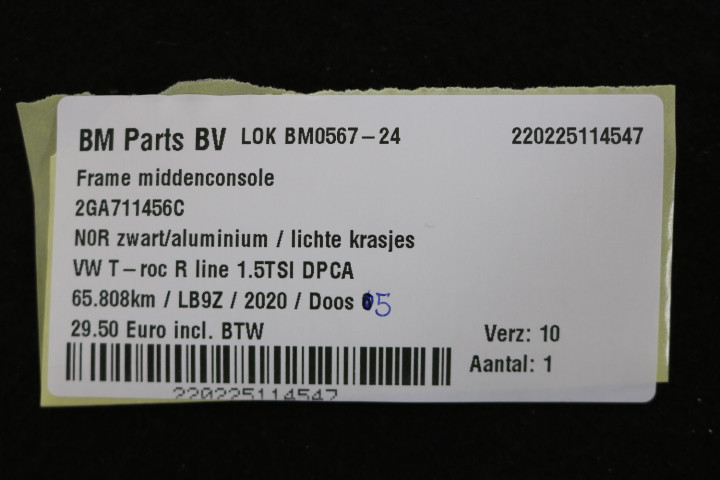 BM Parts BV LOK BM0567-24 220225114547
Frame middenconsole
2GA711456C
N0R zwart/aluminium / lichte krasjes
VW T-roc R line 1.5TSI DPCA
65.808km / LB9Z / 2020 / Doos 5
29.50 Euro incl. BTW Verz: 10
Aantal: 1
220225114547